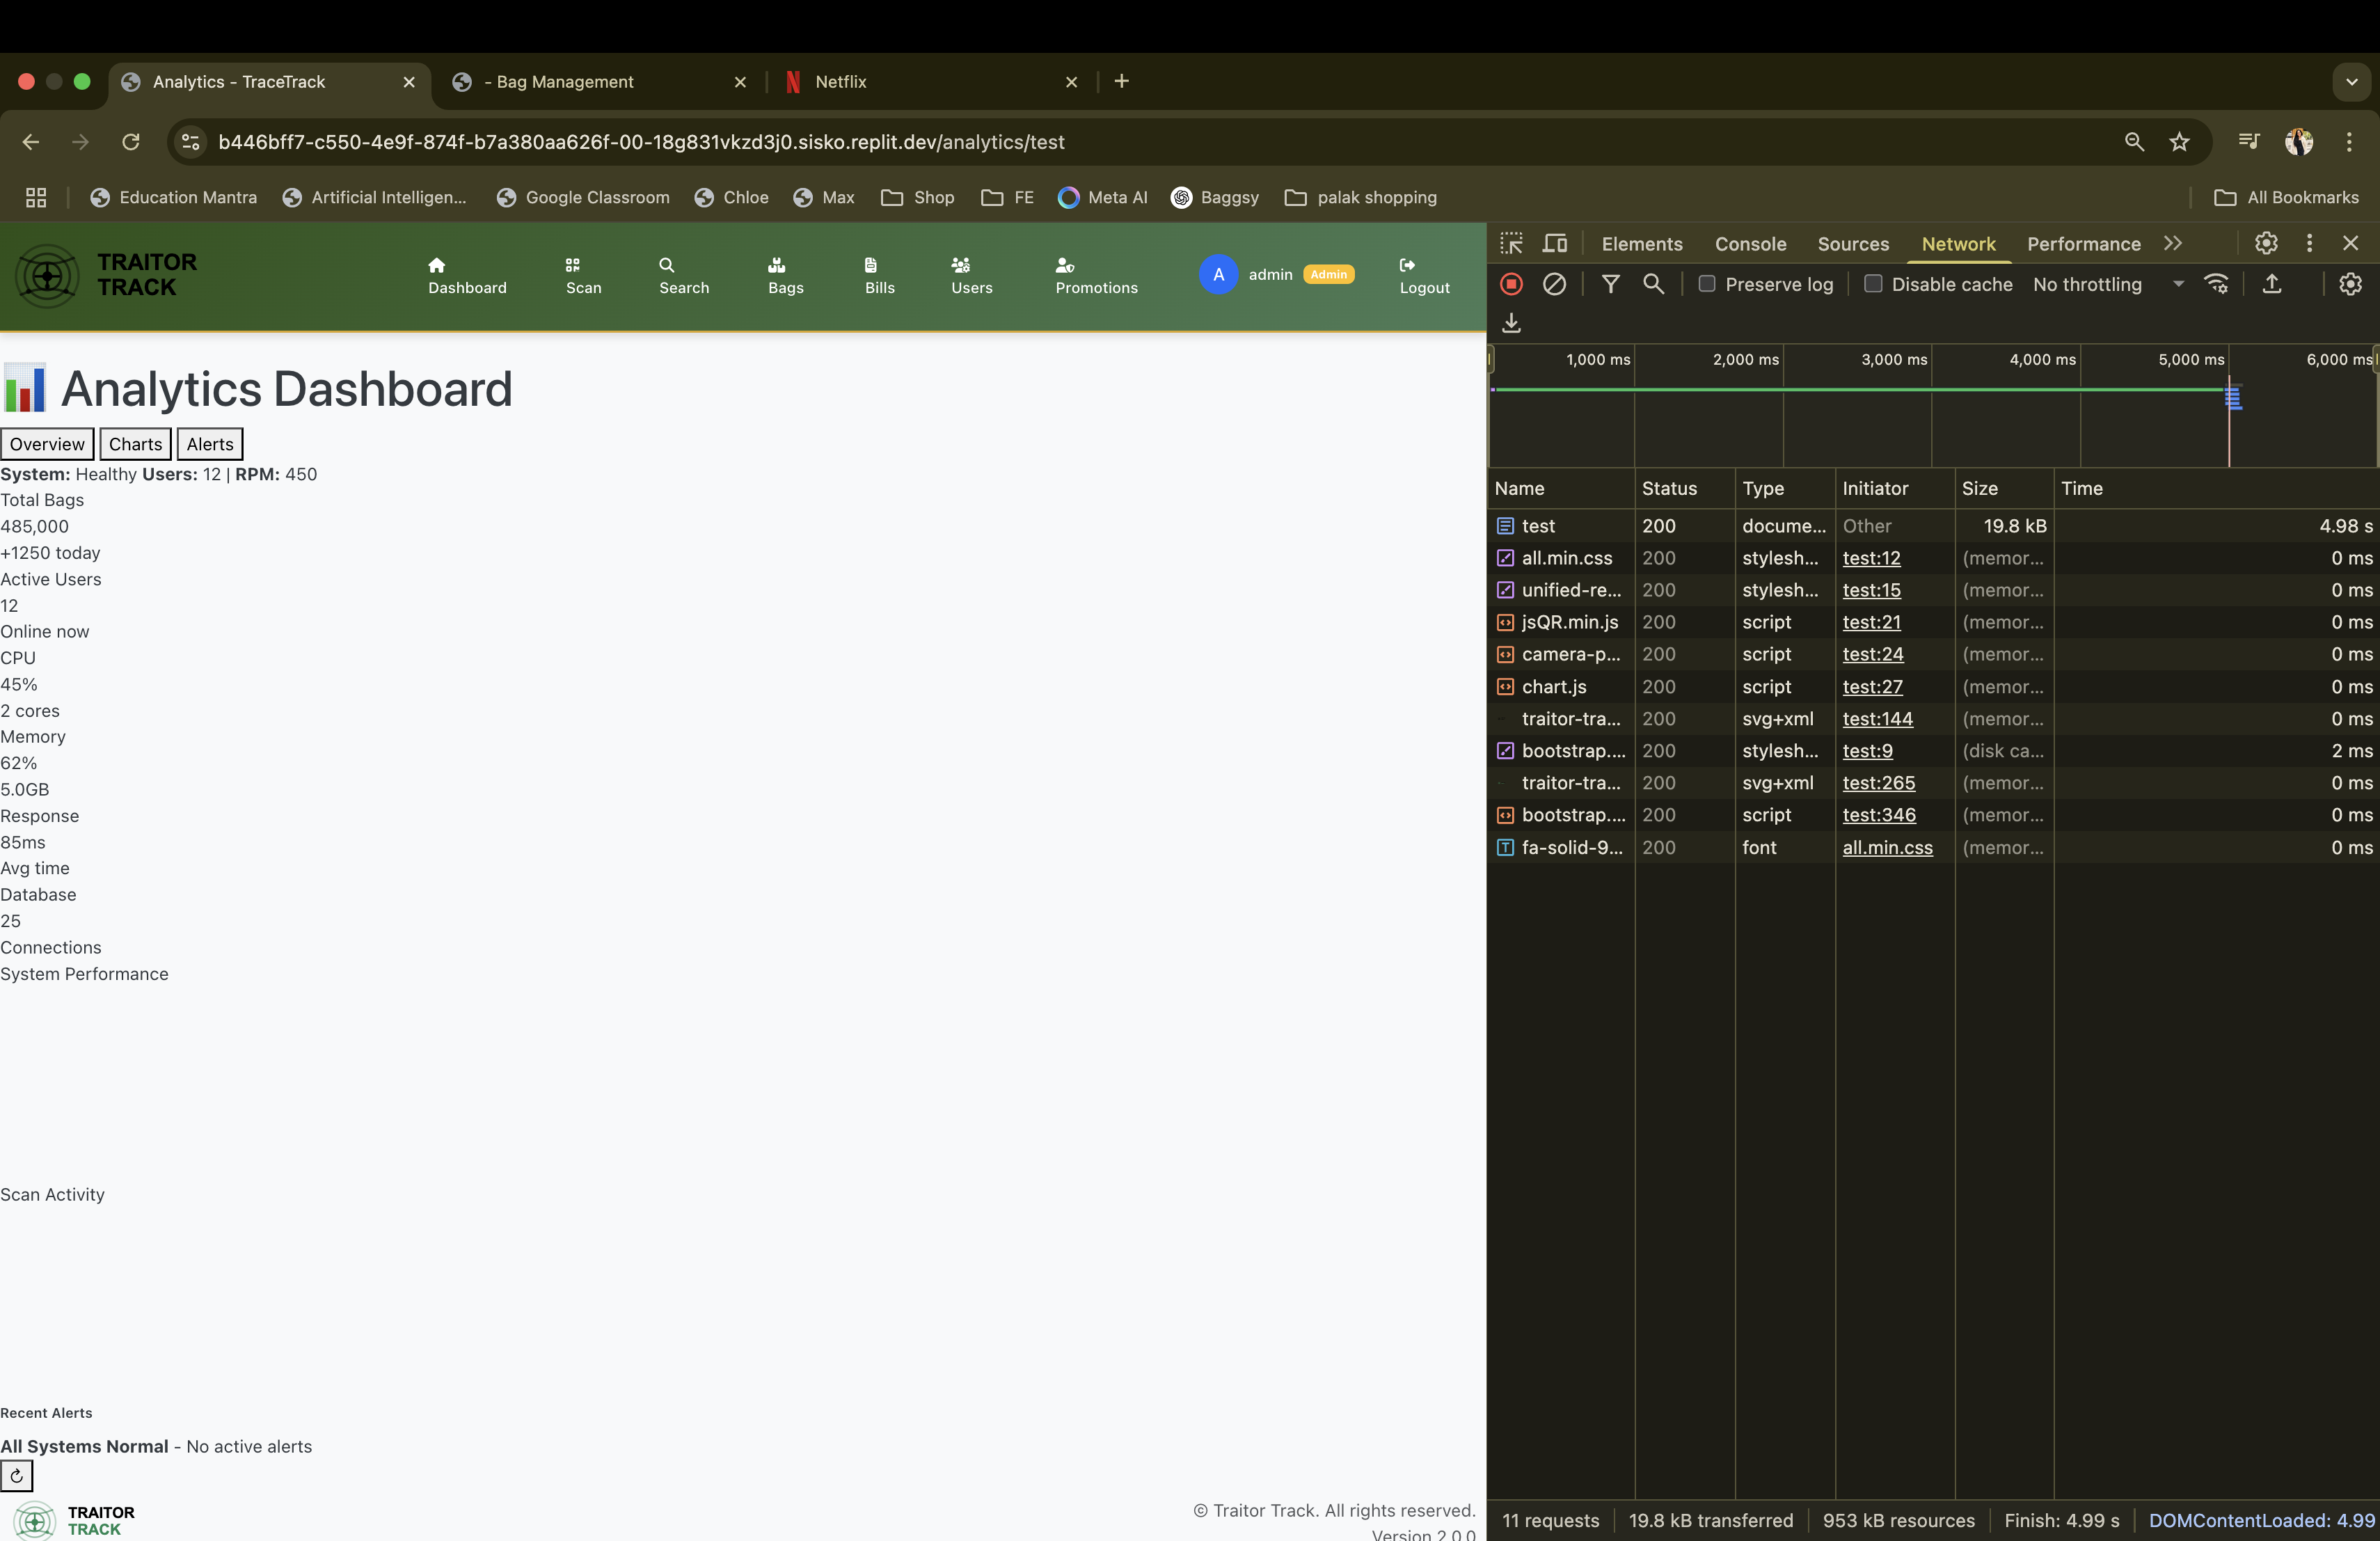 Analytics - TraceTrack
- Bag Management
Netflix
b446bff7-c550-4e9f-874f-b7a380aa626f-00-18g831vkzd3j0.sisko.replit.dev/analytics/test
Education Mantra
Artificial Intelligen...
Google Classroom
Chloe
Max
Shop
FE
Meta AI
Baggsy
palak shopping
All Bookmarks
TRAITOR
TRACK
Dashboard
Scan
Search
Bags
Bills
Users
Promotions
A admin Admin
Logout
Analytics Dashboard
Overview Charts Alerts
System: Healthy Users: 12 | RPM: 450
Total Bags
485,000
+1250 today
Active Users
12
Online now
CPU
45%
2 cores
Memory
62%
5.0GB
Response
85ms
Avg time
Database
25
Connections
System Performance
Scan Activity
Recent Alerts
All Systems Normal - No active alerts
TRAITOR
TRACK
© Traitor Track. All rights reserved.
Version 2.0.0
Elements Console Sources Network Performance
Preserve log Disable cache No throttling
1,000 ms 2,000 ms 3,000 ms 4,000 ms 5,000 ms 6,000 ms
Name Status Type Initiator Size Time
test 200 docume... Other 19.8 kB 4.98 s
all.min.css 200 stylesh... test:12 (memor... 0 ms
unified-re... 200 stylesh... test:15 (memor... 0 ms
jsQR.min.js 200 script test:21 (memor... 0 ms
camera-p... 200 script test:24 (memor... 0 ms
chart.js 200 script test:27 (memor... 0 ms
traitor-tra... 200 svg+xml test:144 (memor... 0 ms
bootstrap.... 200 stylesh... test:9 (disk ca... 2 ms
traitor-tra... 200 svg+xml test:265 (memor... 0 ms
bootstrap.... 200 script test:346 (memor... 0 ms
fa-solid-9... 200 font all.min.css (memor... 0 ms
11 requests 19.8 kB transferred 953 kB resources Finish: 4.99 s DOMContentLoaded: 4.99